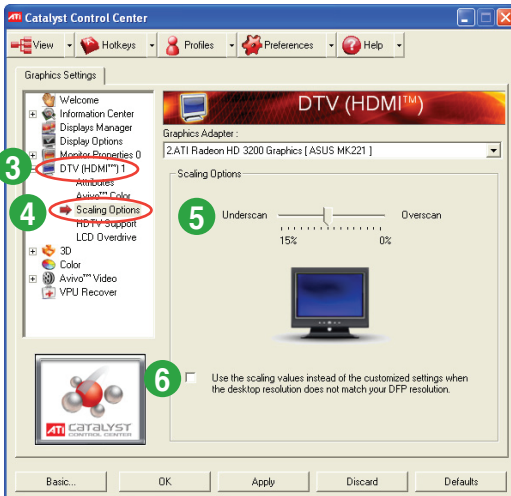 ATI Catalyst Control Center
View Hotkeys Profiles Preferences Help
Graphics Settings
Welcome
Information Center
Displays Manager
Display Options
Monitor Properties 0
3 DTV (HDMI™) 1
Attributes
Avivo™ Color
4 Scaling Options
HDTV Support
LCD Overdrive
3D
Color
Avivo™ Video
VPU Recover
ATI CATALYST
CONTROL CENTER
DTV (HDMI™)
Graphics Adapter :
2.ATI Radeon HD 3200 Graphics [ ASUS MK221 ]
Scaling Options
5 Underscan Overscan
15% 0%
6 Use the scaling values instead of the customized settings when
the desktop resolution does not match your DFP resolution.
Basic... OK Apply Discard Defaults